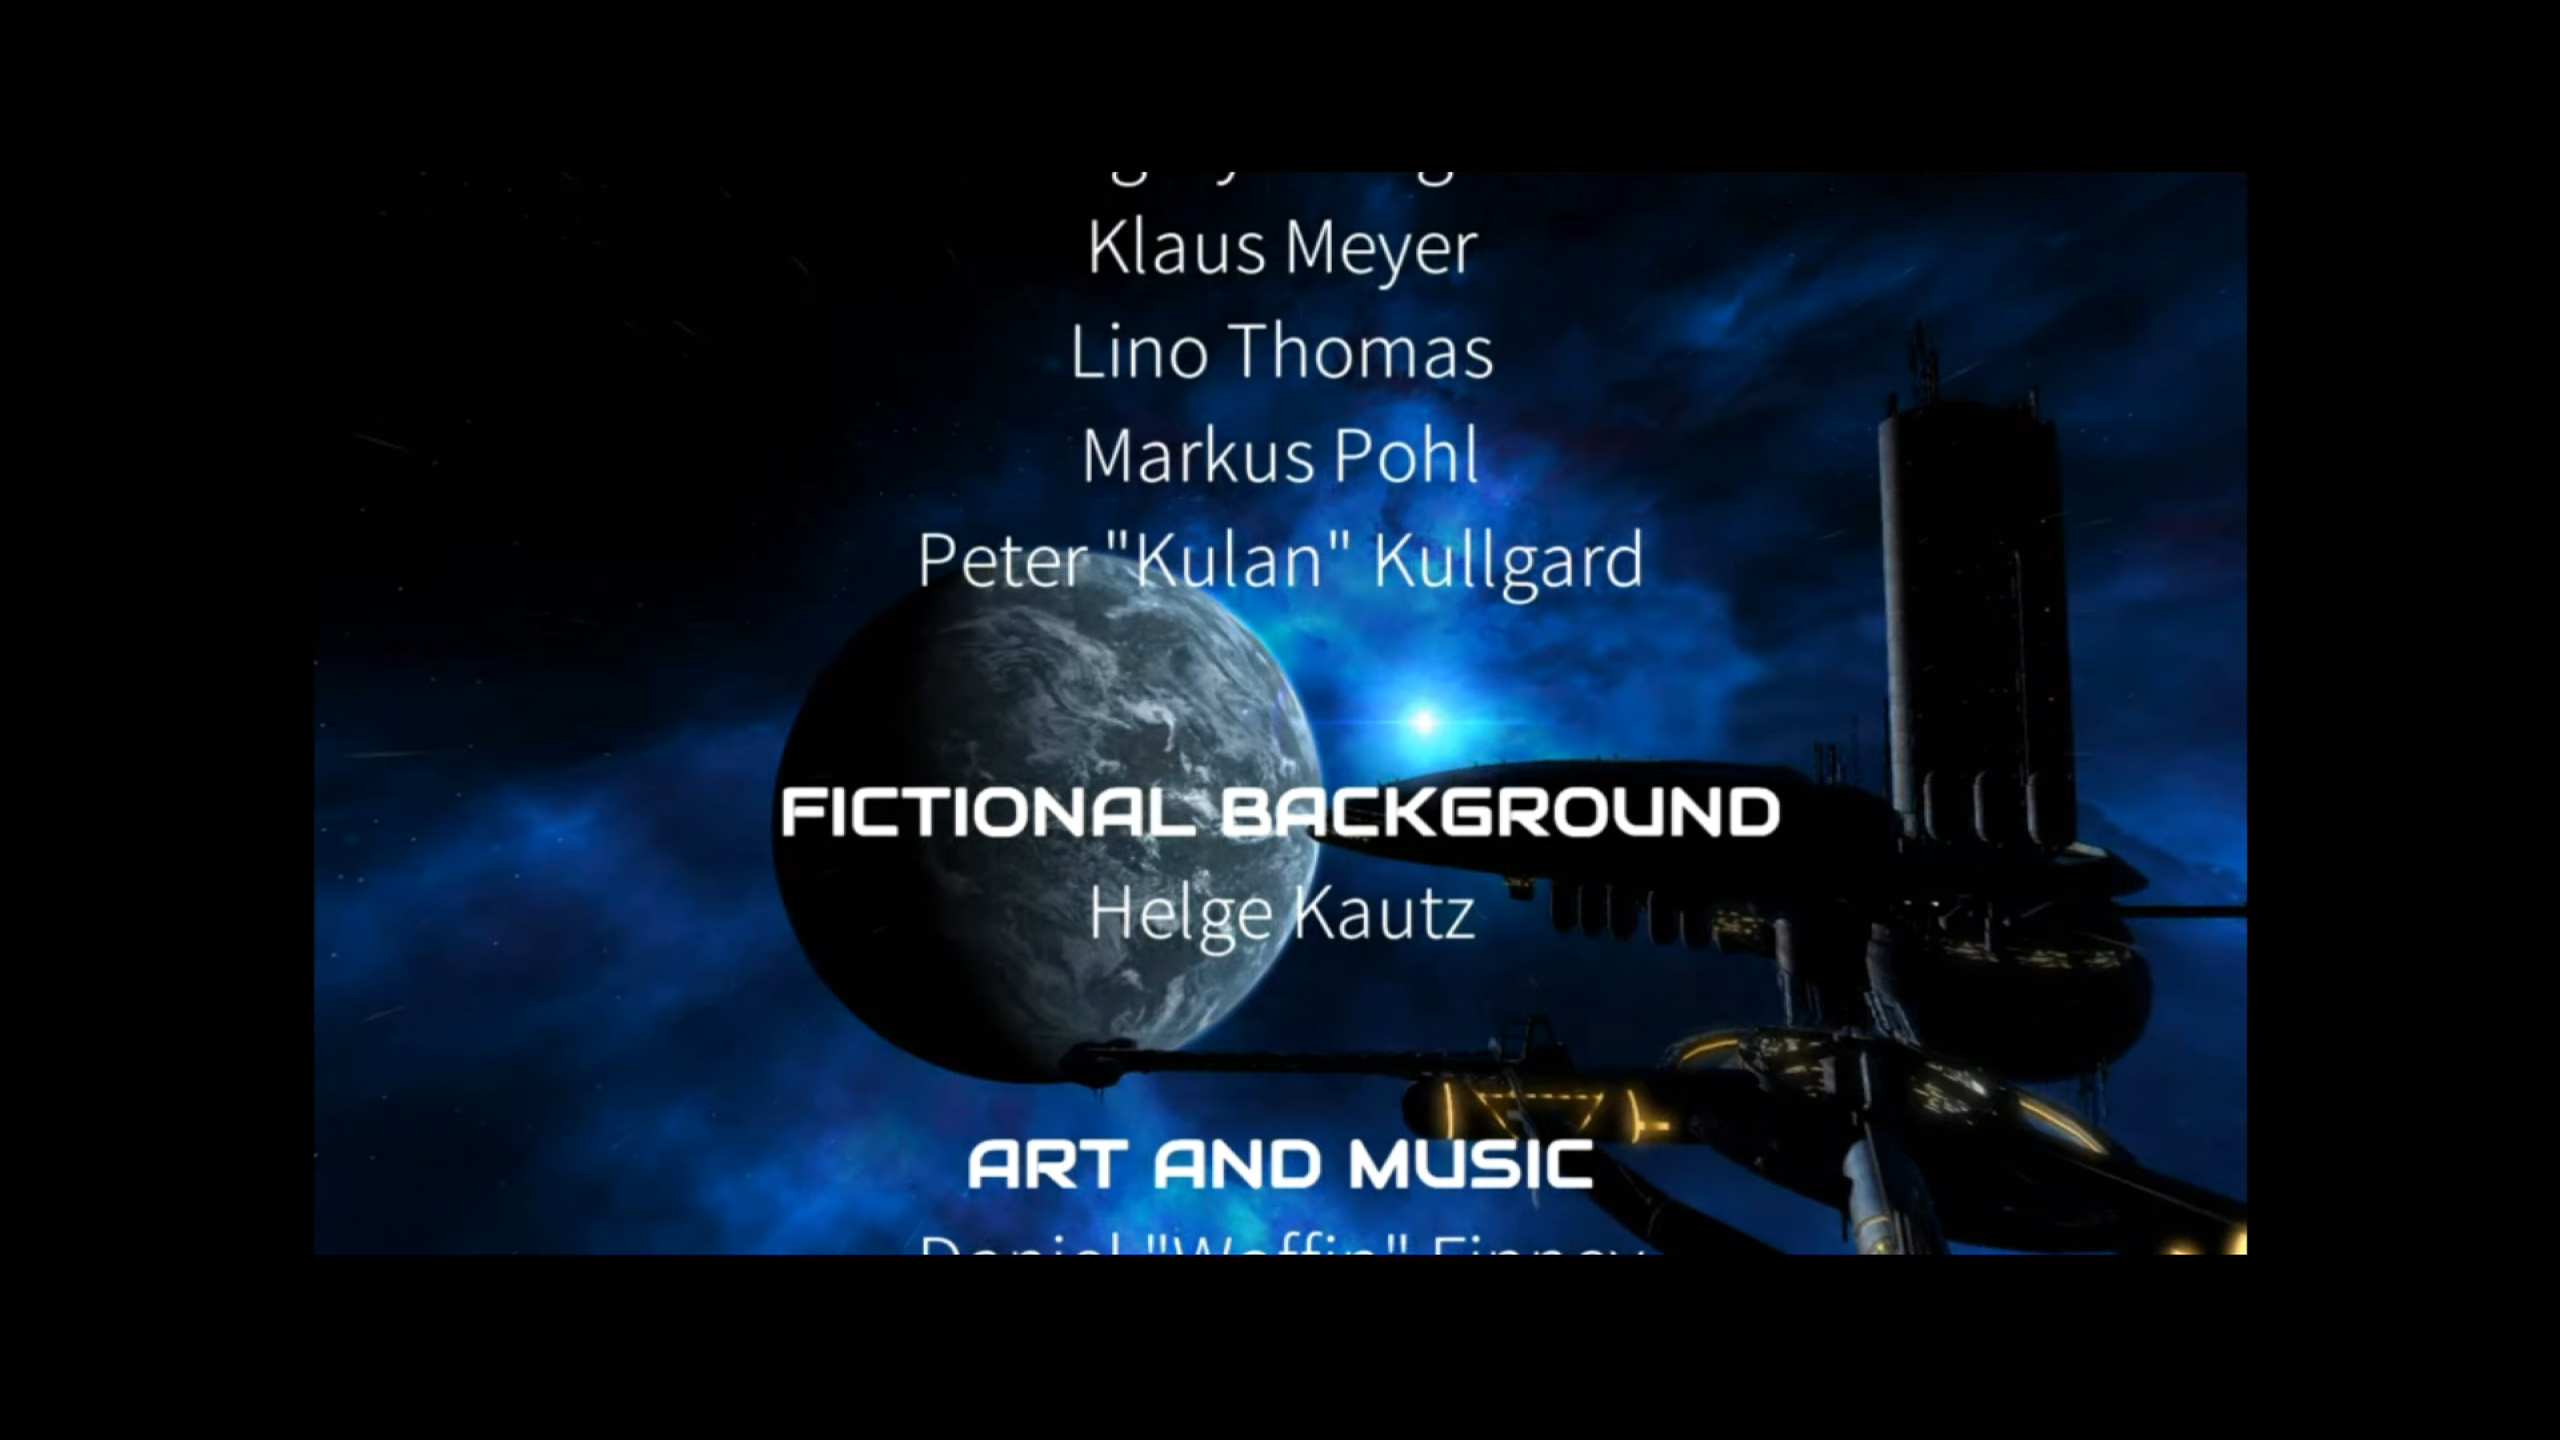 Klaus Meyer
Lino Thomas
Markus Pohl
Peter "Kulan" Kullgard
FICTIONAL BACKGROUND
Helge Kautz
ART AND MUSIC